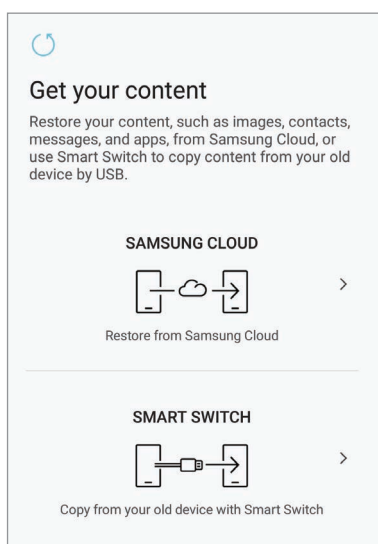 Get your content
Restore your content, such as images, contacts,
messages, and apps, from Samsung Cloud, or
use Smart Switch to copy content from your old
device by USB.
SAMSUNG CLOUD
Restore from Samsung Cloud
SMART SWITCH
Copy from your old device with Smart Switch